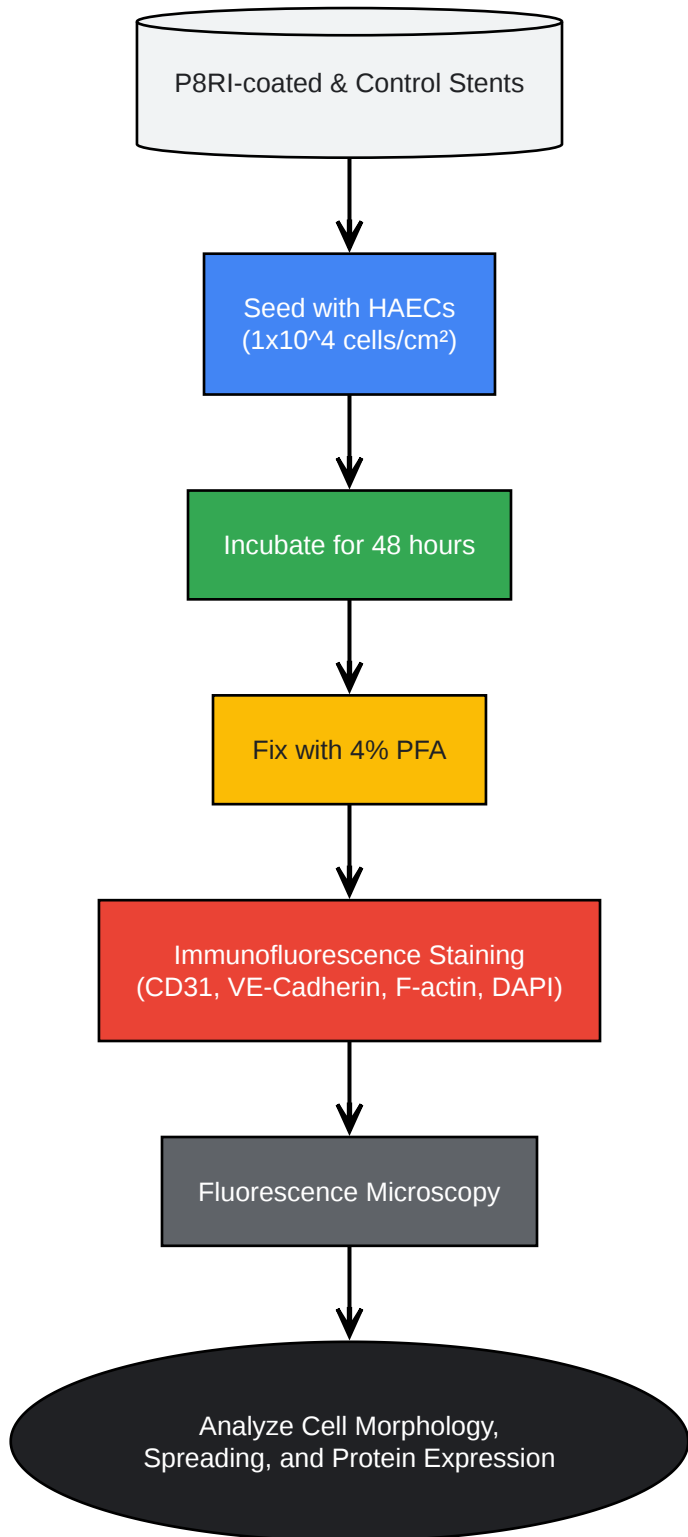 P8RI-coated & Control Stents
Seed with HAECs
(1x10^4 cells/cm²)
Incubate for 48 hours
Fix with 4% PFA
Immunofluorescence Staining
(CD31, VE-Cadherin, F-actin, DAPI)
Fluorescence Microscopy
Analyze Cell Morphology,
Spreading, and Protein Expression